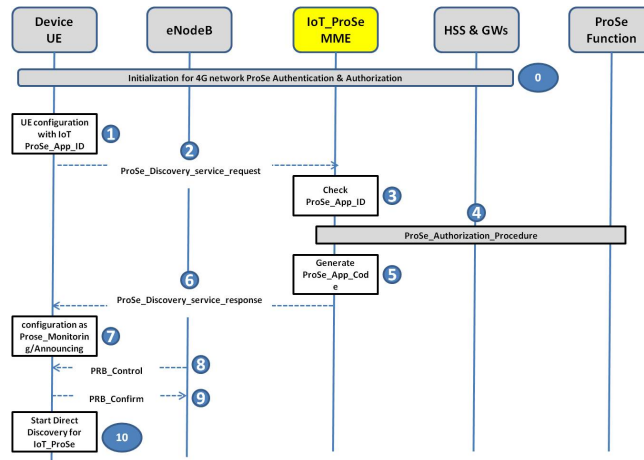 Device
UE
eNodeB
IoT_ProSe
MME
HSS & GWs
ProSe
Function
Initialization for 4G network ProSe Authentication & Authorization
0
UE configuration
with IoT
ProSe_App_ID
1
2
ProSe_Discovery_service_request
Check
ProSe_App_ID
3
4
ProSe_Authorization_Procedure
Generate
ProSe_App_Cod
e
5
6
ProSe_Discovery_service_response
configuration as
Prose_Monitorin
g/Announcing
7
8
PRB_Control
PRB_Confirm
9
Start Direct
Discovery for
IoT_ProSe
10